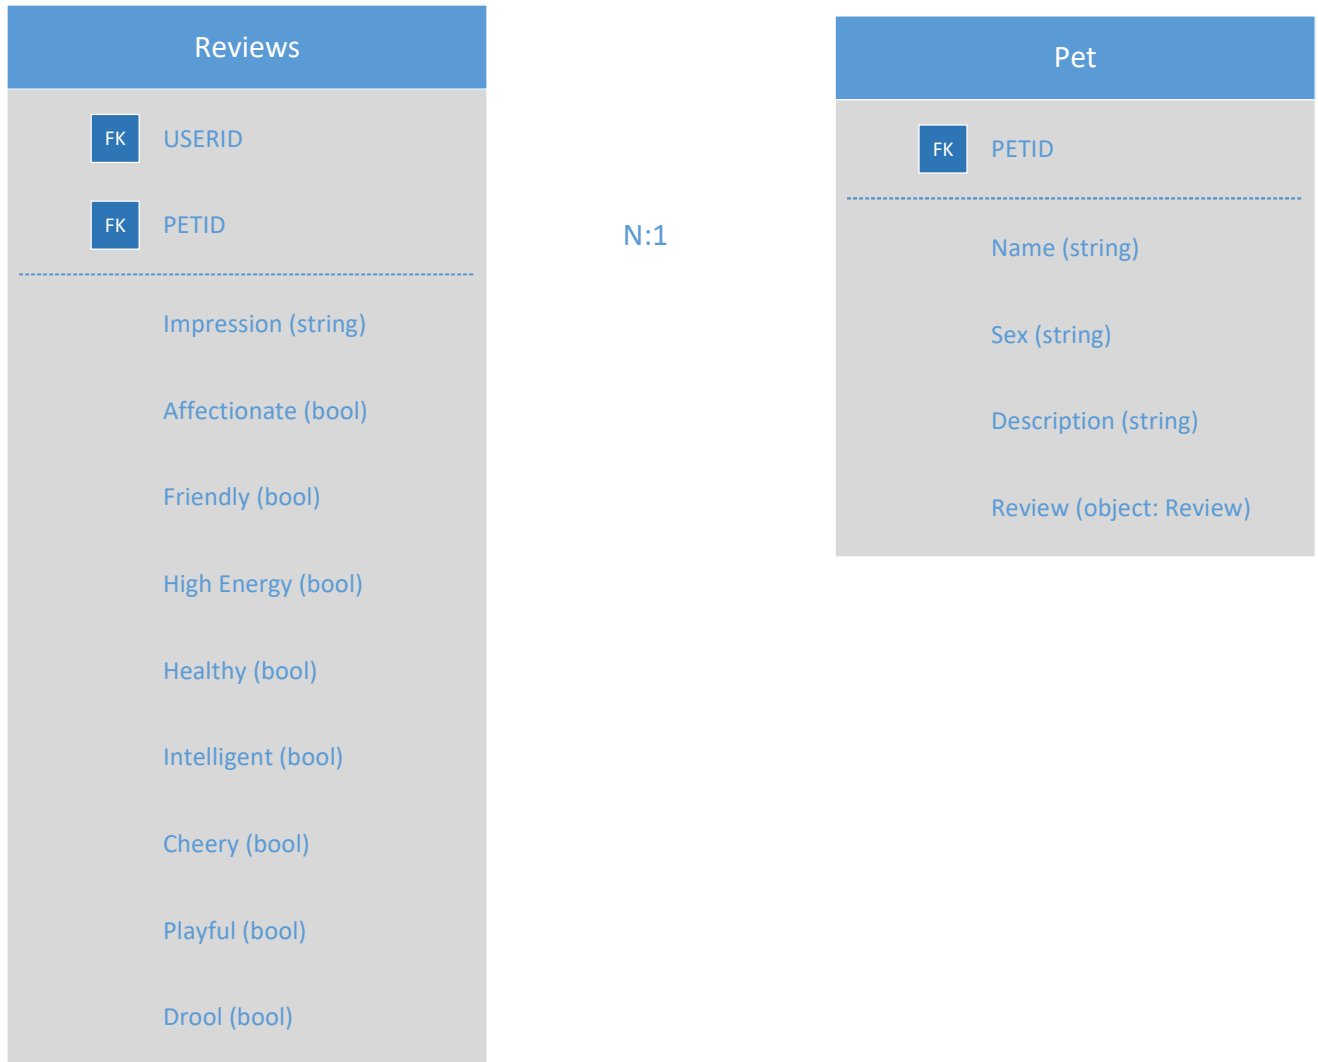 Reviews
FK USERID
FK PETID
Impression (string)
Affectionate (bool)
Friendly (bool)
High Energy (bool)
Healthy (bool)
Intelligent (bool)
Cheery (bool)
Playful (bool)
Drool (bool)
N:1
Pet
FK PETID
Name (string)
Sex (string)
Description (string)
Review (object: Review)